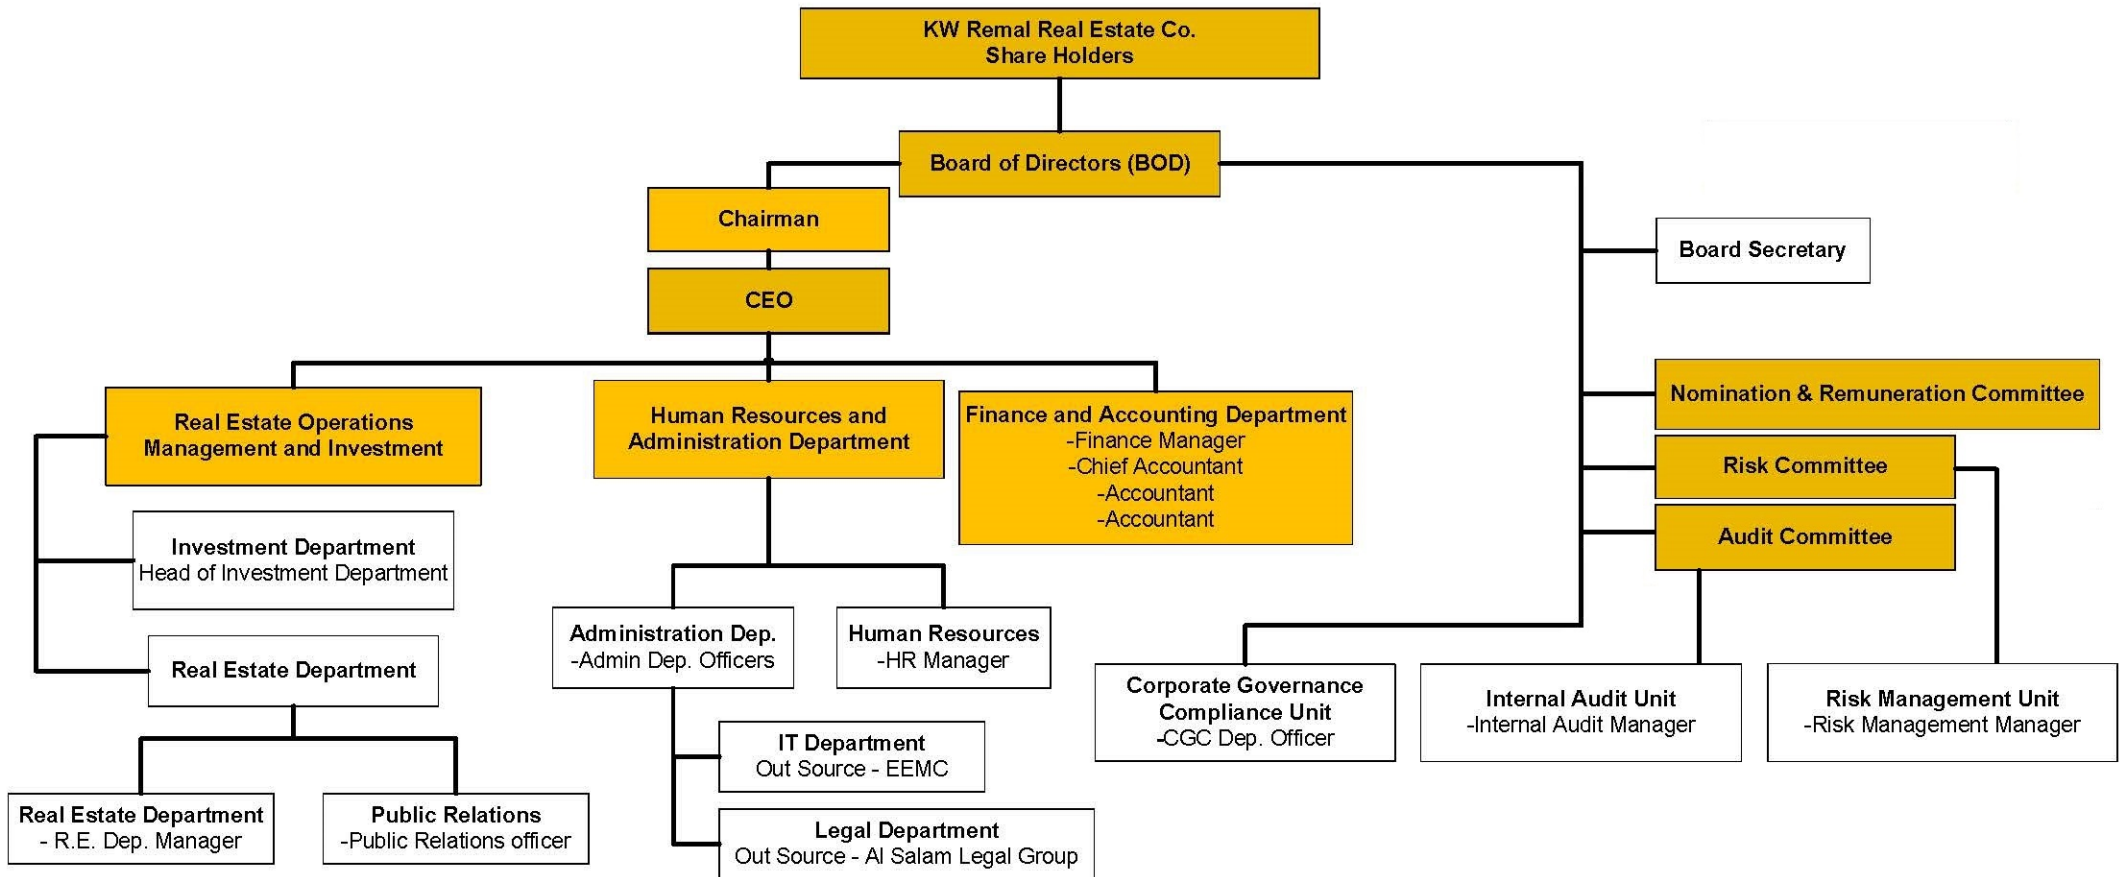 KW Remal Real Estate Co.
Share Holders
Board of Directors (BOD)
Chairman
CEO
Board Secretary
Nomination & Remuneration Committee
Risk Committee
Audit Committee
Real Estate Operations
Management and Investment
Human Resources and
Administration Department
Finance and Accounting Department
-Finance Manager
-Chief Accountant
-Accountant
-Accountant
Investment Department
Head of Investment Department
Real Estate Department
Administration Dep.
-Admin Dep. Officers
Human Resources
-HR Manager
Corporate Governance
Compliance Unit
-CGC Dep. Officer
Internal Audit Unit
-Internal Audit Manager
Risk Management Unit
-Risk Management Manager
IT Department
Out Source - EEMC
Real Estate Department
- R.E. Dep. Manager
Public Relations
-Public Relations officer
Legal Department
Out Source - Al Salam Legal Group